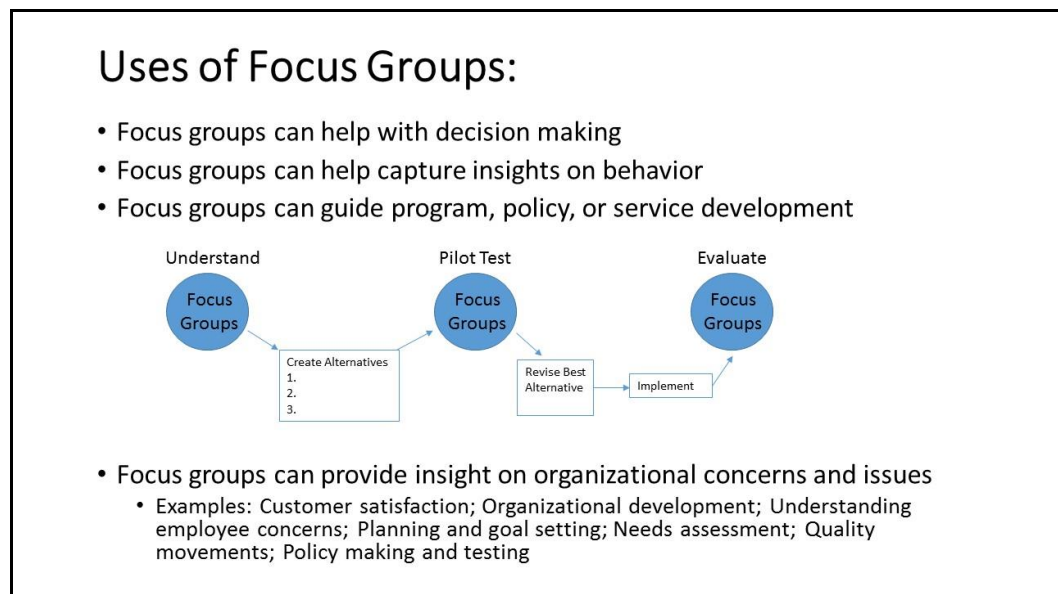 Uses of Focus Groups:
• Focus groups can help with decision making
• Focus groups can help capture insights on behavior
• Focus groups can guide program, policy, or service development
Understand
Pilot Test
Evaluate
Focus
Groups
Focus
Groups
Focus
Groups
Create Alternatives
1.
2.
3.
Revise Best
Alternative
Implement
• Focus groups can provide insight on organizational concerns and issues
• Examples: Customer satisfaction; Organizational development; Understanding
employee concerns; Planning and goal setting; Needs assessment; Quality
movements; Policy making and testing